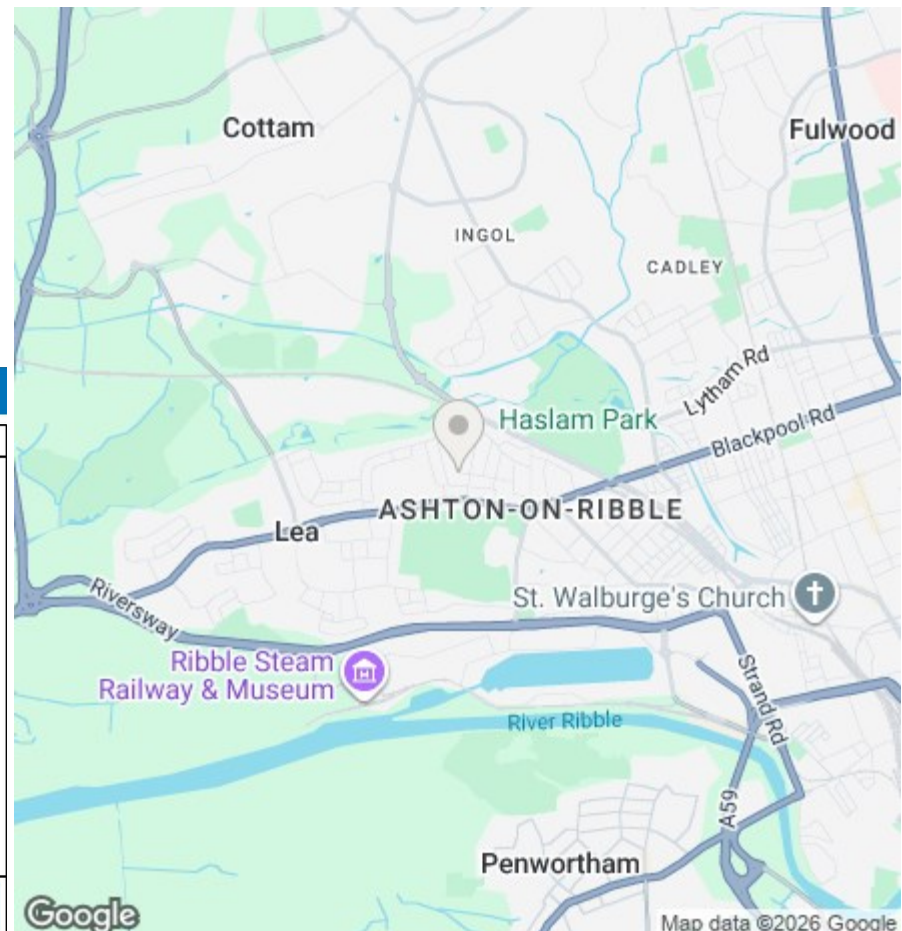 Cottam
Fulwood
INGOL
CADLEY
Lytham Rd
Haslam Park
Blackpool Rd
ASHTON-ON-RIBBLE
Lea
Riversway
St. Walburge's Church
Ribble Steam
Railway & Museum
Strand Rd
River Ribble
A59
Penwortham
Google
Map data ©2026 Google